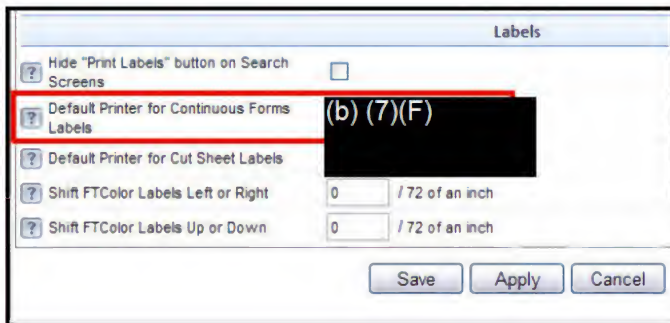 Labels
? Hide "Print Labels" button on Search
Screens
? Default Printer for Continuous Forms
Labels
(b) (7)(F)
? Default Printer for Cut Sheet Labels
? Shift FTColor Labels Left or Right 0 / 72 of an inch
? Shift FTColor Labels Up or Down 0 / 72 of an inch
Save Apply Cancel